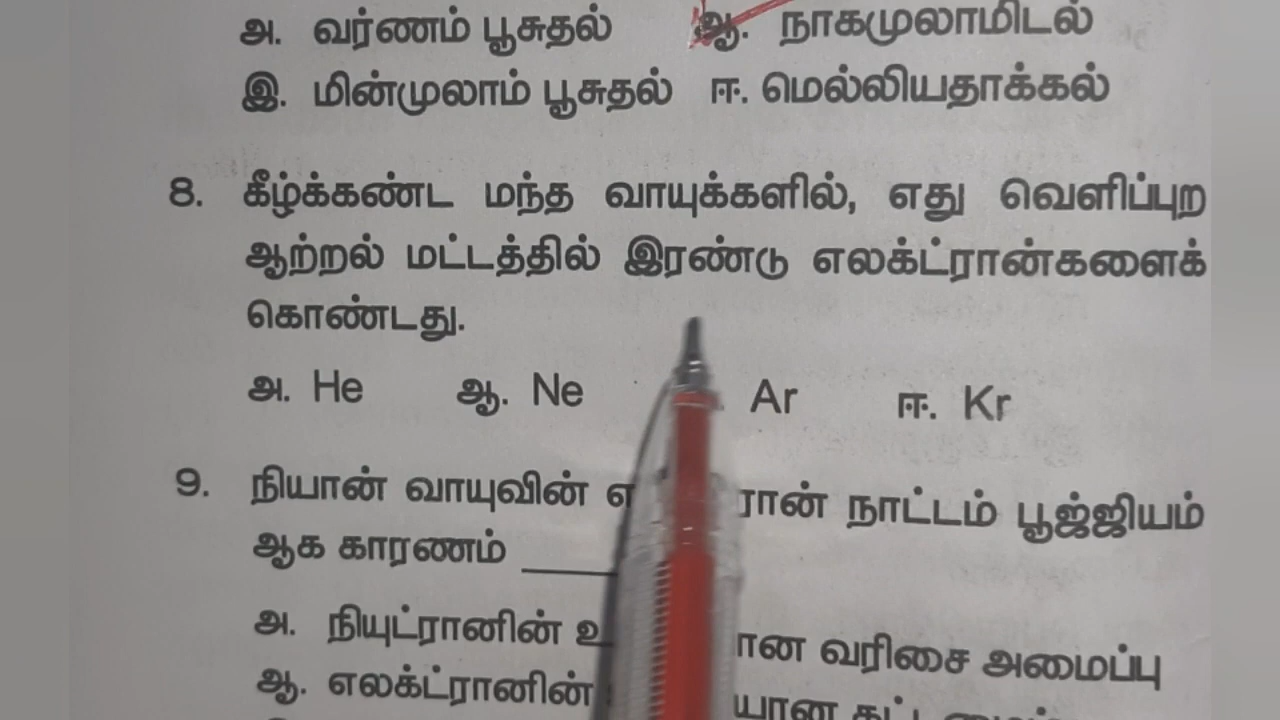 அ. வர்ணம் பூசுதல் ஆ. நாகமுலாமிடல்
இ. மின்முலாம் பூசுதல் ஈ. மெல்லியதாக்கல்
8. கீழ்க்கண்ட மந்த வாயுக்களில், எது வெளிப்புற
ஆற்றல் மட்டத்தில் இரண்டு எலக்ட்ரான்களைக்
கொண்டது.
அ. He ஆ. Ne Ar ஈ. Kr
9. நியான் வாயுவின் நாட்டம் பூஜ்ஜியம்
ஆக காரணம்
அ. நியுட்ரானின் வரிசை அமைப்பு
ஆ. எலக்ட்ரானின்